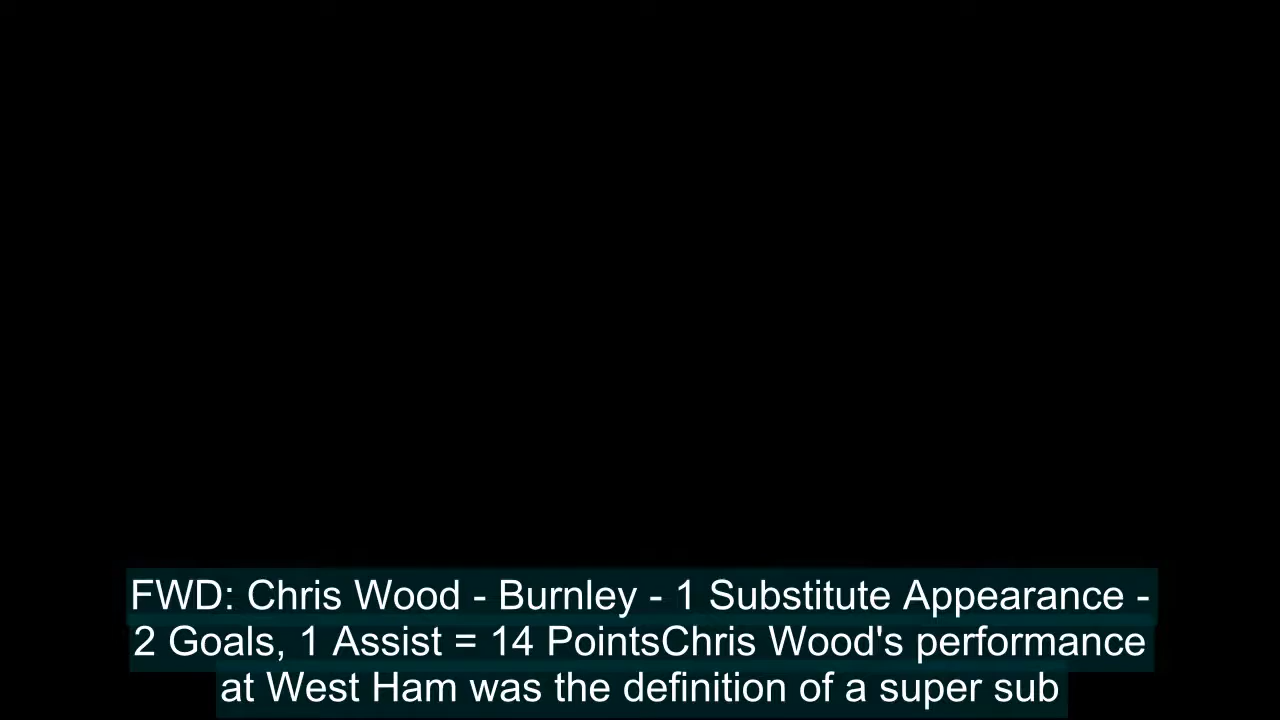 FWD: Chris Wood - Burnley - 1 Substitute Appearance -
2 Goals, 1 Assist = 14 PointsChris Wood's performance
at West Ham was the definition of a super sub